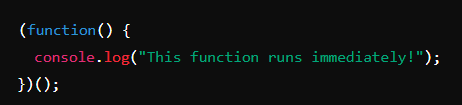 (function() {
  console.log("This function runs immediately!");
})();